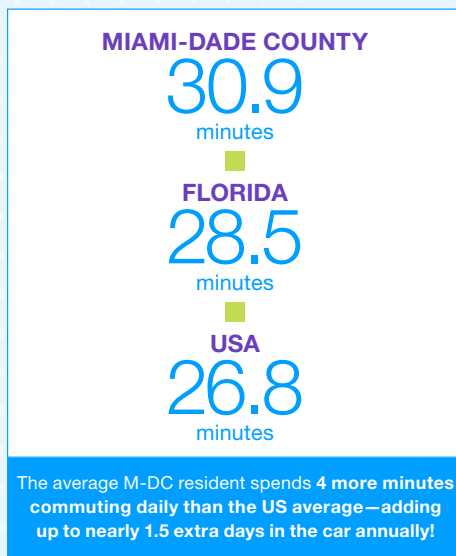 MIAMI-DADE COUNTY
30.9
minutes
FLORIDA
28.5
minutes
USA
26.8
minutes
The average M-DC resident spends 4 more minutes
commuting daily than the US average—adding
up to nearly 1.5 extra days in the car annually!